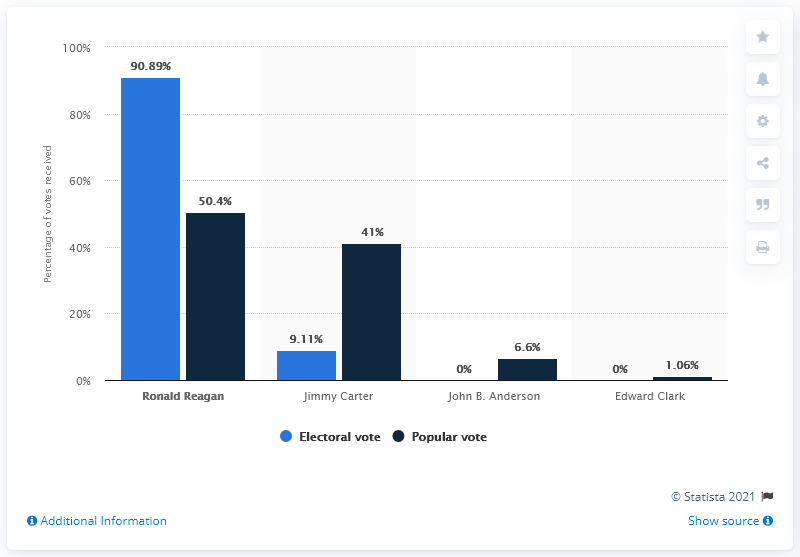 100%
90.89%
80%
60%
50.4%
41%
40%
20%
9.11%
6.6%
0%
0%
1.06%
0%
Percentage of votes received
Ronald Reagan
Jimmy Carter
John B. Anderson
Edward Clark
Electoral vote
Popular vote
© Statista 2021
Additional Information
Show source